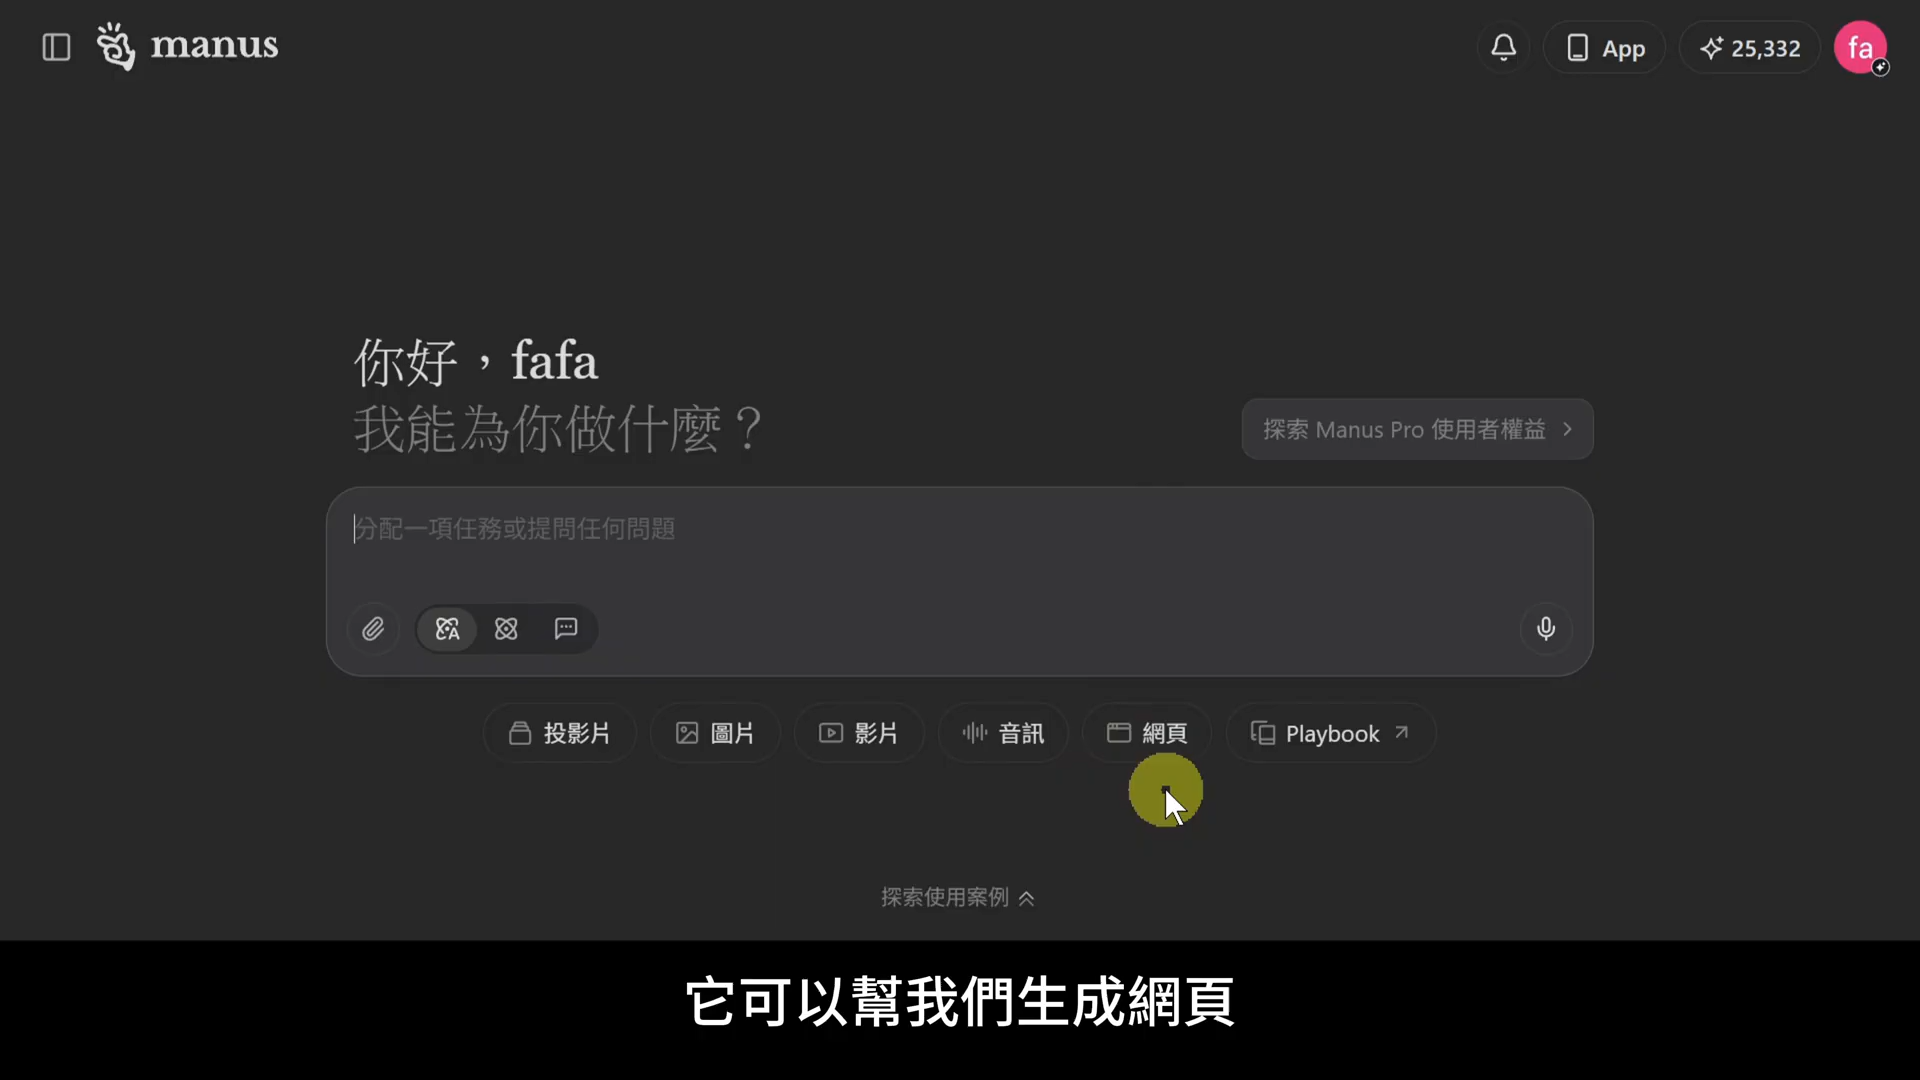 manus
App
25,332
fa
你好，fafa
我能為你做什麼？
探索 Manus Pro 使用者權益
分配一項任務或提問任何問題
投影片
圖片
影片
音訊
網頁
Playbook
探索使用案例
它可以幫我們生成網頁